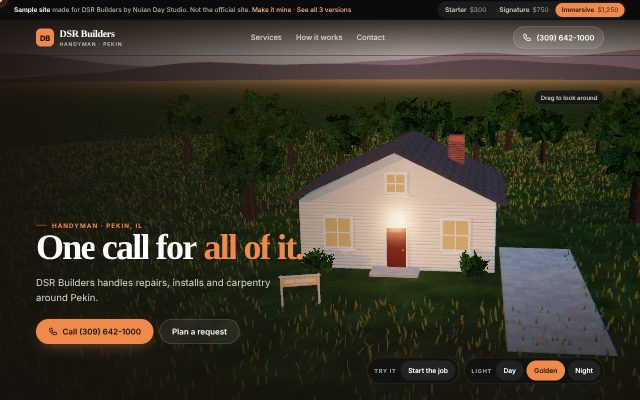 Sample site made for DSR Builders by Nolan Day Studio. Not the official site. Make it mine · See all 3 versions
Starter $300 Signature $750 Immersive $1,250
DB DSR Builders
HANDYMAN · PEKIN
Services How it works Contact
(309) 642-1000
Drag to look around
HANDYMAN · PEKIN, IL
One call for all of it.
DSR Builders handles repairs, installs and carpentry
around Pekin.
Call (309) 642-1000 Plan a request
TRY IT Start the job LIGHT Day Golden Night